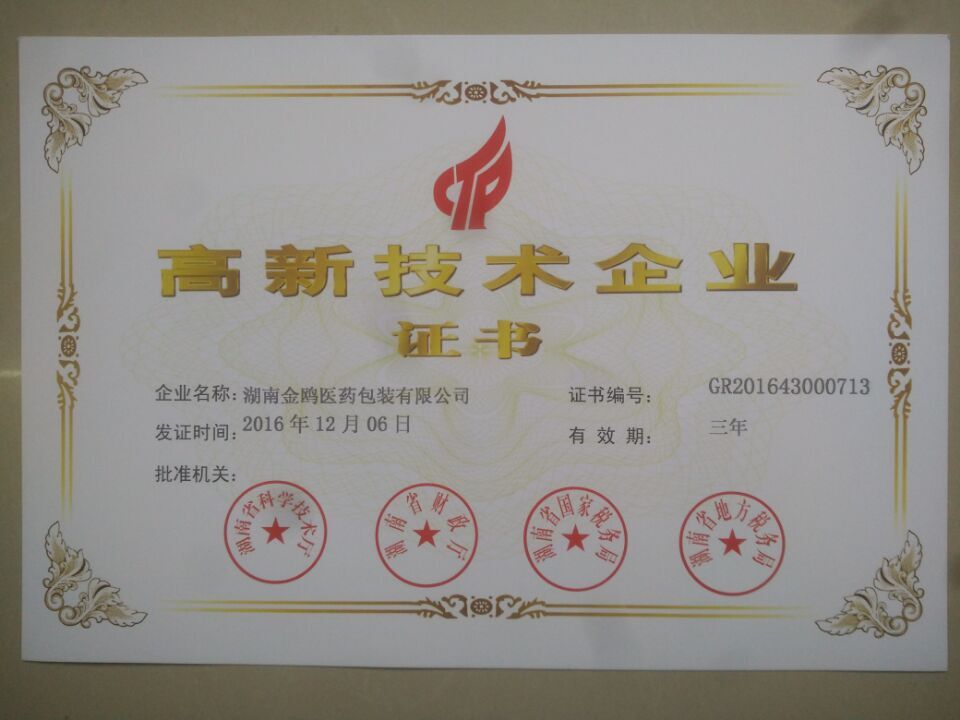 CTP
高新技术企业
证书
企业名称：湖南金鸥医药包装有限公司
证书编号：GR201643000713
发证时间：2016年12月06日
有效期：三年
批准机关：
湖南省科学技术厅
湖南省财政厅
湖南省国家税务局
湖南省地方税务局